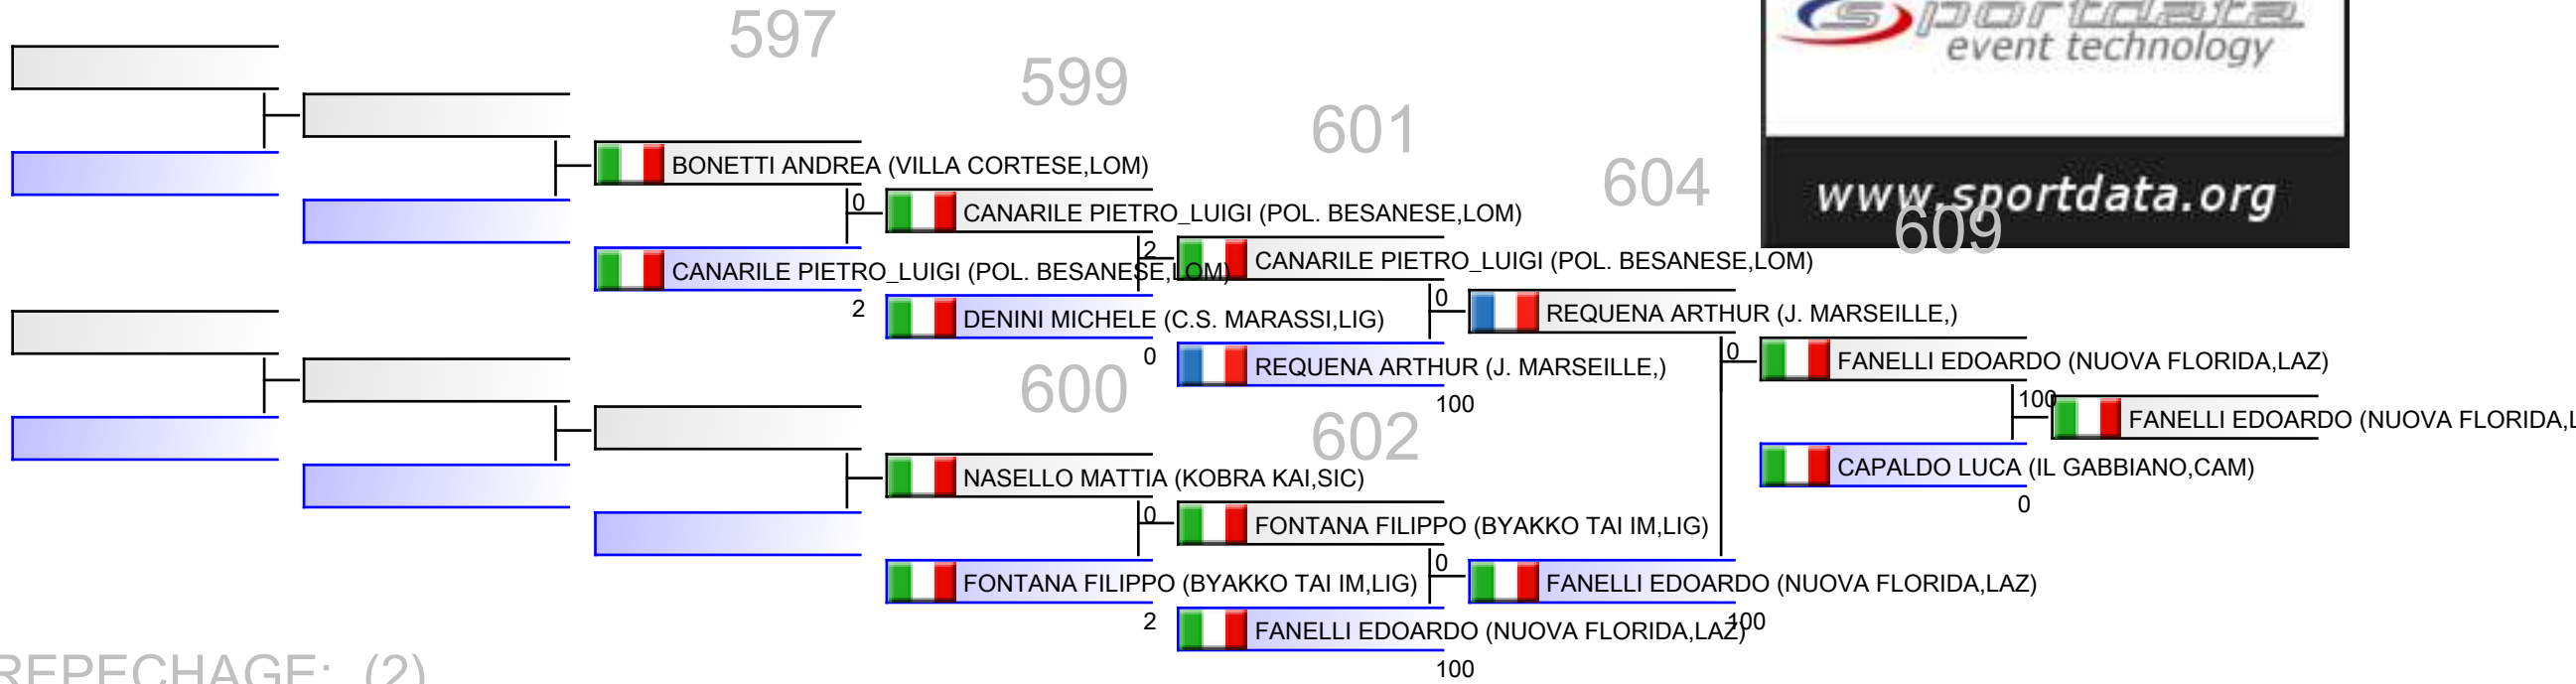 597
599
601
604
sportdata
event technology
www.sportdata.org
609
BONETTI ANDREA (VILLA CORTESE,LOM)
0
CANARILE PIETRO_LUIGI (POL. BESANESE,LOM)
2
CANARILE PIETRO_LUIGI (POL. BESANESE,LOM)
2
CANARILE PIETRO_LUIGI (POL. BESANESE,LOM)
DENINI MICHELE (C.S. MARASSI,LIG)
0
0
REQUENA ARTHUR (J. MARSEILLE,)
REQUENA ARTHUR (J. MARSEILLE,)
100
0
FANELLI EDOARDO (NUOVA FLORIDA,LAZ)
100
FANELLI EDOARDO (NUOVA FLORIDA,L
CAPALDO LUCA (IL GABBIANO,CAM)
0
600
602
NASELLO MATTIA (KOBRA KAI,SIC)
0
FONTANA FILIPPO (BYAKKO TAI IM,LIG)
0
FONTANA FILIPPO (BYAKKO TAI IM,LIG)
2
FANELLI EDOARDO (NUOVA FLORIDA,LAZ)
100
FANELLI EDOARDO (NUOVA FLORIDA,LAZ)
100
REPECHAGE: (2)